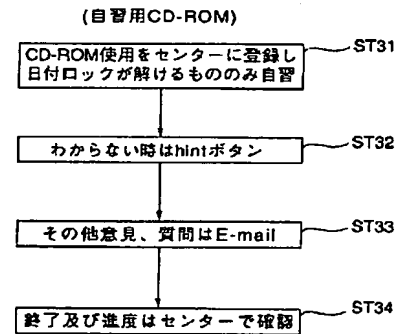 (自習用CD-ROM)
CD-ROM使用をセンターに登録し
日付ロックが解けるもののみ自習
ST31
わからない時はhintボタン
ST32
その他意見、質問はE-mail
ST33
終了及び進度はセンターで確認
ST34